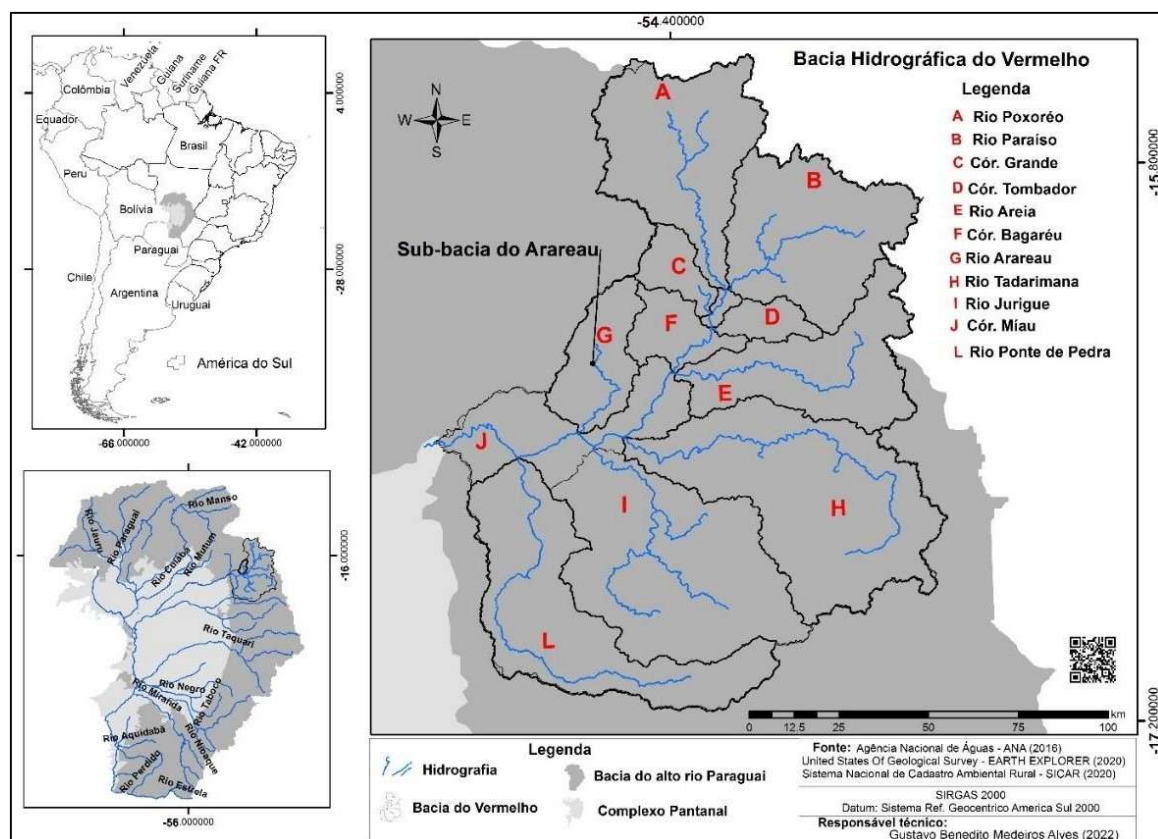 -54.400000
Venezuela
Guiana
Suriname
Guiana FR
Colômbia
Equador
Brasil
Peru
Bolívia
Paraguai
Chile
Argentina
Uruguai
América do Sul
4.000000
-28.000000
-66.000000
-42.000000
N
W
E
S
Bacia Hidrográfica do Vermelho
Legenda
A Rio Poxoréo
B Rio Paraíso
C Cór. Grande
D Cór. Tombador
E Rio Areia
F Cór. Bagaréu
G Rio Arareau
H Rio Tadarimana
I Rio Jurigue
J Cór. Míau
L Rio Ponte de Pedra
Sub-bacia do Arareau
A
B
C
D
F
G
E
J
I
H
L
-15.800000
-17.200000
km
0
12.5
25
50
75
100
Rio Manso
Rio Jauru
Rio Paraguai
Rio Cuiabá
Rio Mutum
Rio Taquari
Rio Negro
Rio Miranda
Rio Taboco
Rio Aquidabã
Rio Nioaque
Rio Perdido
Rio Estrela
-16.000000
-56.000000
Legenda
Hidrografia
Bacia do Vermelho
Bacia do alto rio Paraguai
Complexo Pantanal
Fonte: Agência Nacional de Águas - ANA (2016)
United States Of Geological Survey - EARTH EXPLORER (2020)
Sistema Nacional de Cadastro Ambiental Rural - SICAR (2020)
SIRGAS 2000
Datum: Sistema Ref. Geocentrico America Sul 2000
Responsável técnico:
Gustavo Benedito Medeiros Alves (2022)